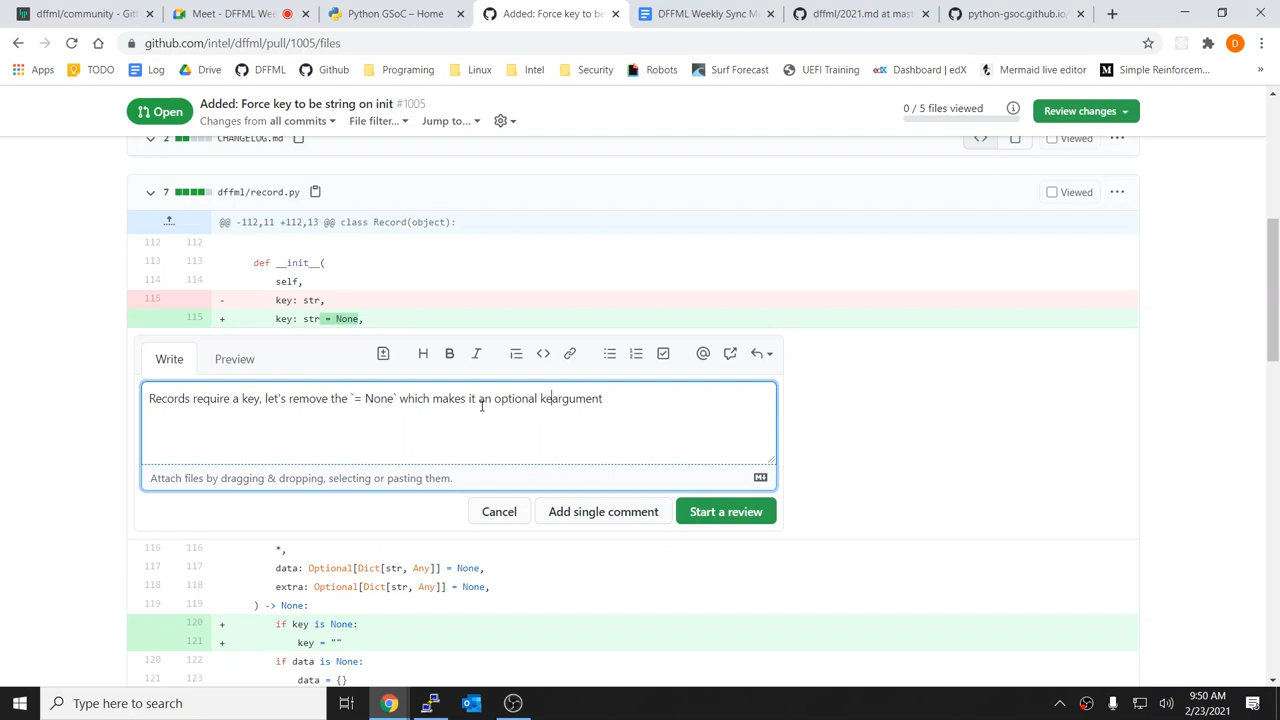 dffml/community · Git
Meet - DFFML Wee
Python GSoC – Home
Added: Force key to be
DFFML Weekly Sync M
dffml/2021.md at mast
python-gsoc.github.io/
github.com/intel/dffml/pull/1005/files
D
Apps
TODO
Log
Drive
DFFML
Github
Programing
Linux
Intel
Security
Robots
Surf Forecast
UEFI Training
edX
Dashboard | edX
Mermaid live editor
M
Simple Reinforcem...
»
Open
Added: Force key to be string on init #1005
Changes from all commits
File filter...
Jump to...
0 / 5 files viewed
Review changes
2
CHANGELOG.md
Viewed
...
7
dffml/record.py
Viewed
...
@@ -112,11 +112,13 @@ class Record(object):
112 112
113 113 def __init__(
114 114 self,
115 - key: str,
115 + key: str = None,
Write
Preview
H B I
Records require a key, let's remove the `= None` which makes it an optional keargument
Attach files by dragging & dropping, selecting or pasting them.
Cancel
Add single comment
Start a review
116 116 *,
117 117 data: Optional[Dict[str, Any]] = None,
118 118 extra: Optional[Dict[str, Any]] = None,
119 119 ) -> None:
120 + if key is None:
121 + key = ""
120 122 if data is None:
121 123 data = {}
Type here to search
9:50 AM
2/23/2021